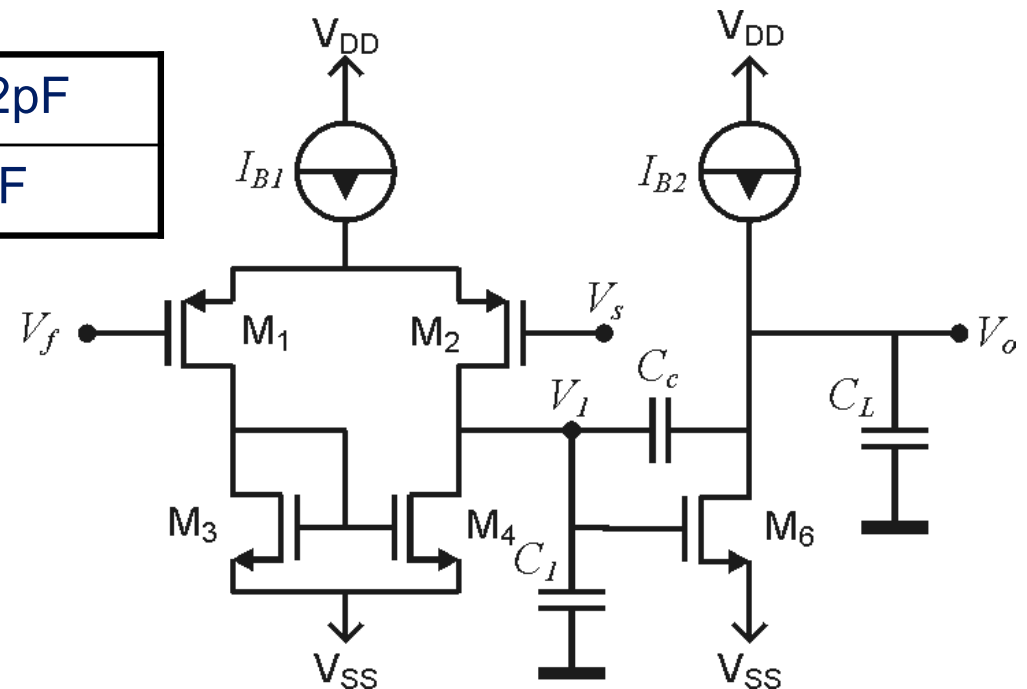 2pF
F
V_DD
V_DD
I_B1
I_B2
V_f
M_1
M_2
V_s
V_o
C_c
V_1
C_L
M_3
M_4
C_1
M_6
V_SS
V_SS